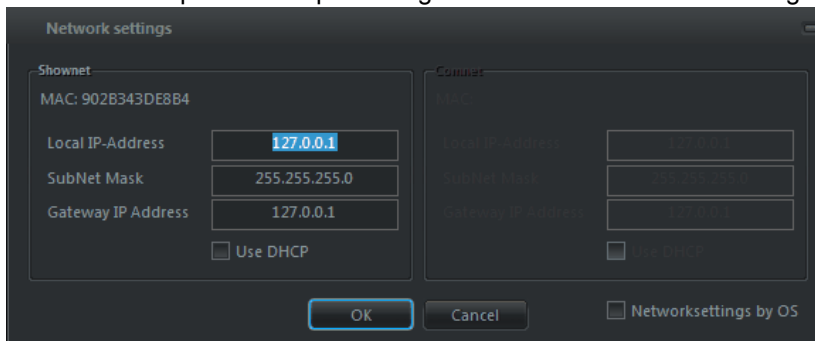 Network settings
Shownet
MAC: 902B343DE8B4
Local IP-Address 127.0.0.1
SubNet Mask 255.255.255.0
Gateway IP Address 127.0.0.1
Use DHCP
Comnet
MAC:
Local IP-Address 127.0.0.1
SubNet Mask 255.255.255.0
Gateway IP Address 127.0.0.1
Use DHCP
OK
Cancel
Networksettings by OS